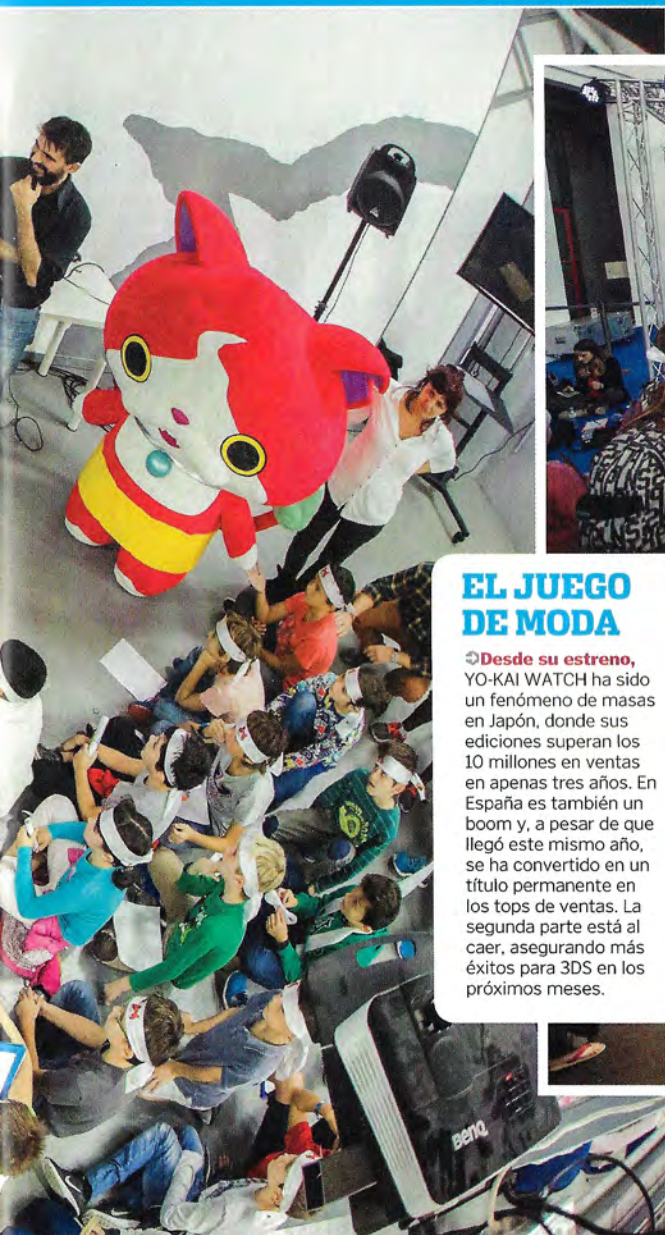 EL JUEGO
DE MODA
➲Desde su estreno,
YO-KAI WATCH ha sido
un fenómeno de masas
en Japón, donde sus
ediciones superan los
10 millones en ventas
en apenas tres años. En
España es también un
boom y, a pesar de que
llegó este mismo año,
se ha convertido en un
título permanente en
los tops de ventas. La
segunda parte está al
caer, asegurando más
éxitos para 3DS en los
próximos meses.
BenQ